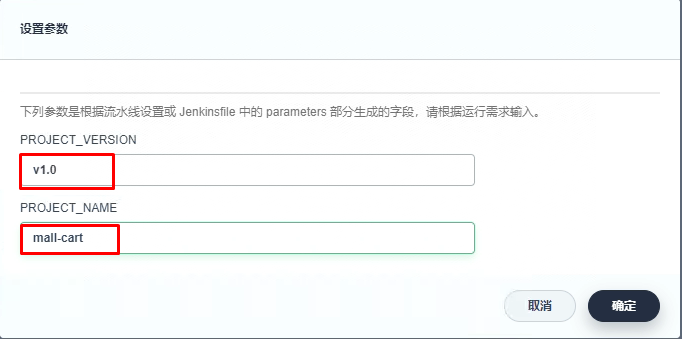 设置参数
下列参数是根据流水线设置或 Jenkinsfile 中的 parameters 部分生成的字段，请根据运行需求输入。
PROJECT_VERSION
v1.0
PROJECT_NAME
mall-cart
取消 确定